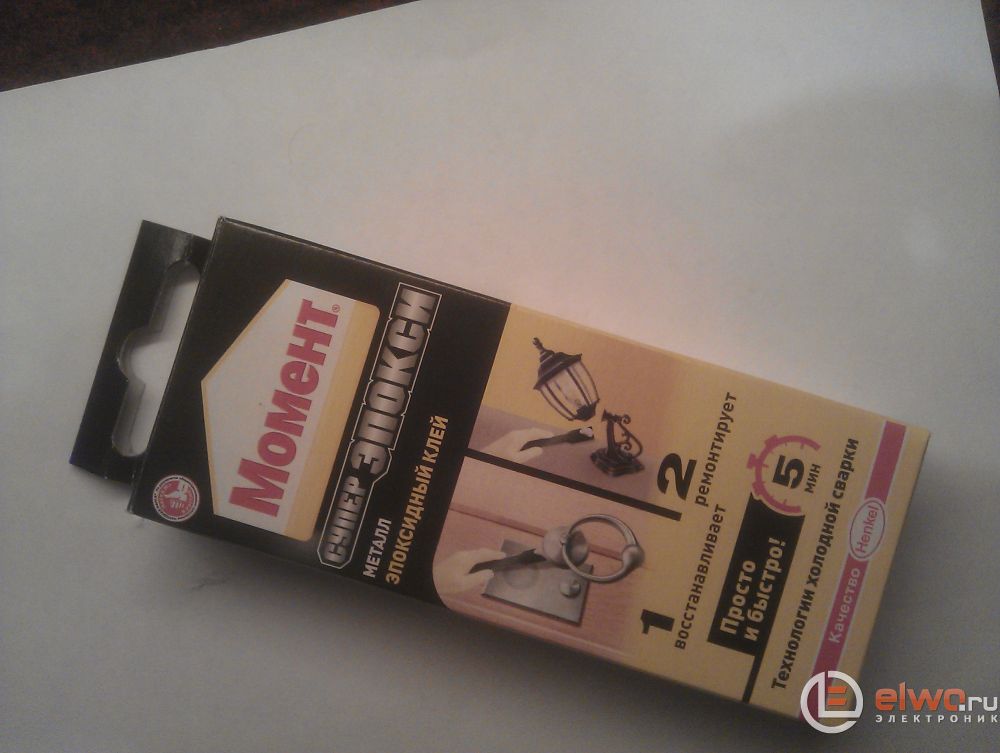 Момент®
СУПЕР ЭПОКСИ
МЕТАЛЛ
ЭПОКСИДНЫЙ КЛЕЙ
1
восстанавливает
2
ремонтирует
Просто
и быстро!
5
МИН
Технологии холодной сварки
Качество Henkel
elwo.ru
ЭЛЕКТРОНИК